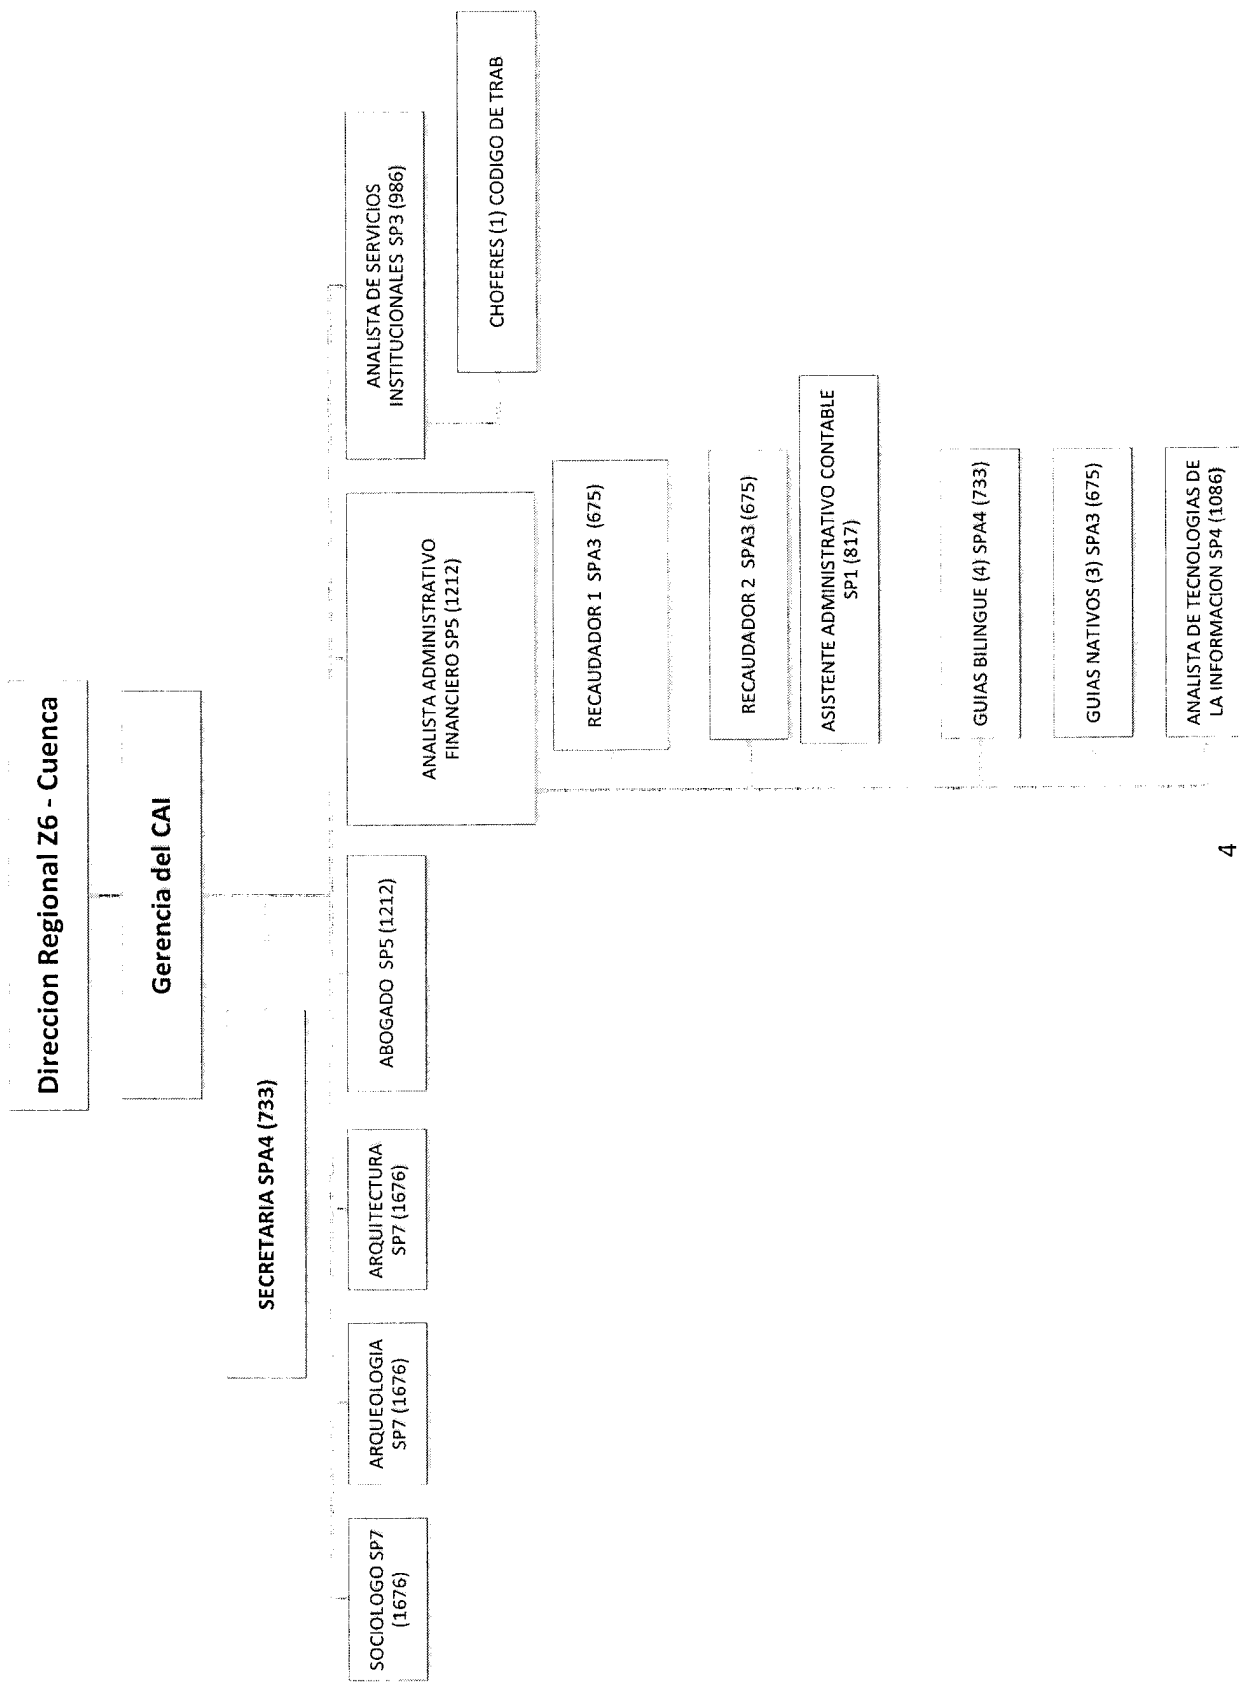 Direccion Regional Z6 - Cuenca
Gerencia del CAI
SECRETARIA SPA4 (733)
SOCIOLOGO SP7
(1676)
ARQUEOLOGIA
SP7 (1676)
ARQUITECTURA
SP7 (1676)
ABOGADO SP5 (1212)
ANALISTA ADMINISTRATIVO
FINANCIERO SP5 (1212)
ANALISTA DE SERVICIOS
INSTITUCIONALES SP3 (986)
CHOFERES (1) CODIGO DE TRAB
RECAUDADOR 1 SPA3 (675)
RECAUDADOR 2 SPA3 (675)
ASISTENTE ADMINISTRATIVO CONTABLE
SP1 (817)
GUIAS BILINGUE (4) SPA4 (733)
GUIAS NATIVOS (3) SPA3 (675)
ANALISTA DE TECNOLOGIAS DE
LA INFORMACION SP4 (1086)
4